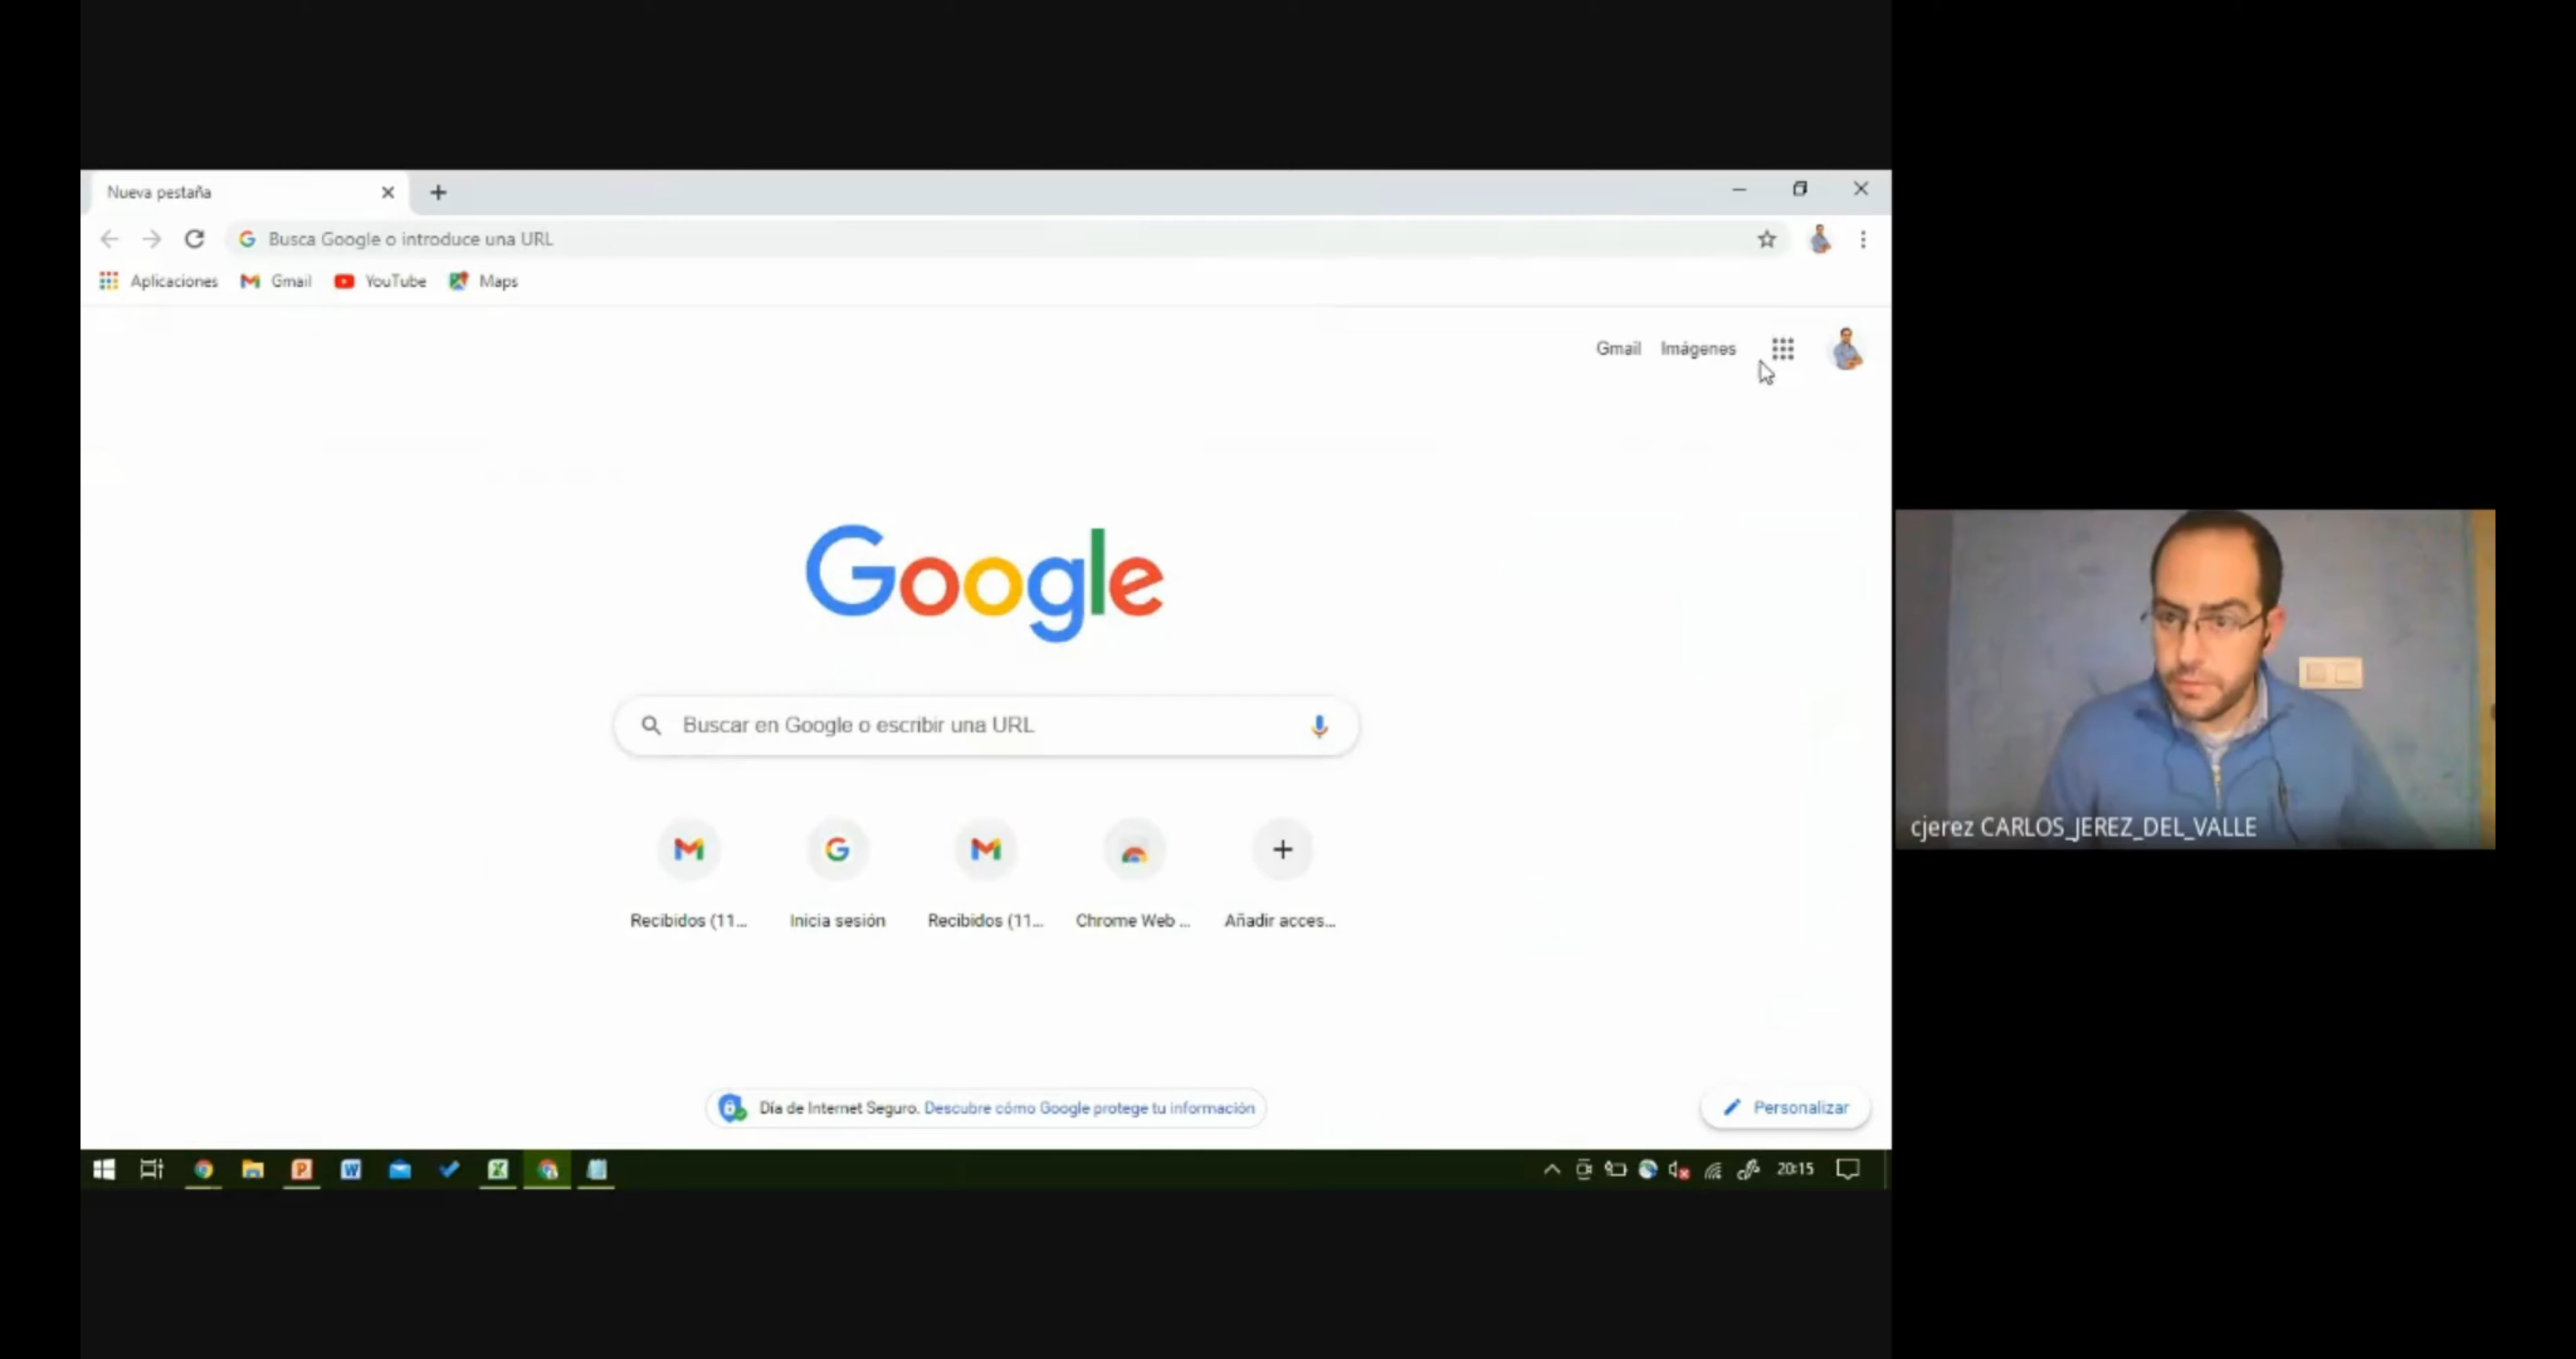 Nueva pestaña
Busca Google o introduce una URL
Aplicaciones Gmail YouTube Maps
Gmail Imágenes
Google
Buscar en Google o escribir una URL
Recibidos (11... Inicia sesión Recibidos (11... Chrome Web ... Añadir acces...
Día de Internet Seguro. Descubre cómo Google protege tu información
Personalizar
20:15
cjerez CARLOS_JEREZ_DEL_VALLE